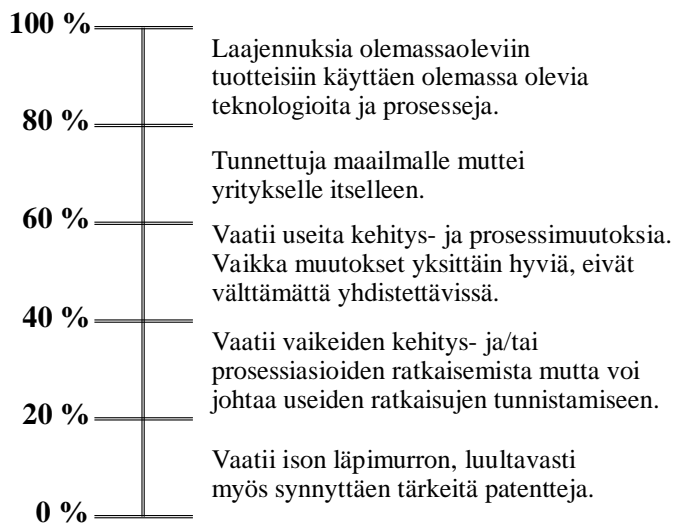 100 %
Laajennuksia olemassaoleviin
tuotteisiin käyttäen olemassa olevia
teknologioita ja prosesseja.
80 %
Tunnettuja maailmalle muttei
yritykselle itselleen.
60 %
Vaatii useita kehitys- ja prosessimuutoksia.
Vaikka muutokset yksittäin hyviä, eivät
välttämättä yhdistettävissä.
40 %
Vaatii vaikeiden kehitys- ja/tai
prosessiasioiden ratkaisemista mutta voi
johtaa useiden ratkaisujen tunnistamiseen.
20 %
Vaatii ison läpimurron, luultavasti
myös synnyttäen tärkeitä patentteja.
0 %